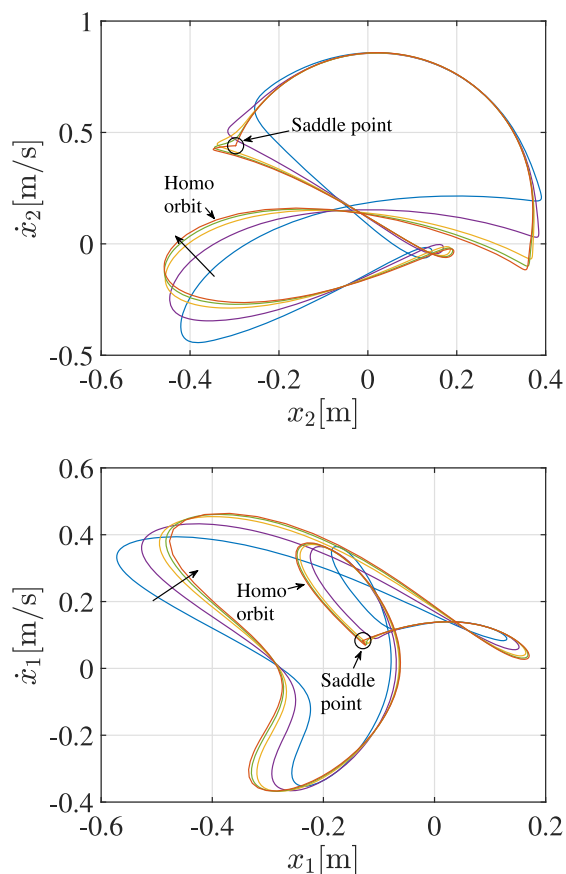 1
0.5
0
-0.5
ẋ₂[m/s]
Saddle point
Homo
orbit
-0.6
-0.4
-0.2
0
0.2
0.4
x₂[m]
0.6
0.4
0.2
0
-0.2
-0.4
ẋ₁[m/s]
Homo
orbit
Saddle
point
-0.6
-0.4
-0.2
0
0.2
x₁[m]